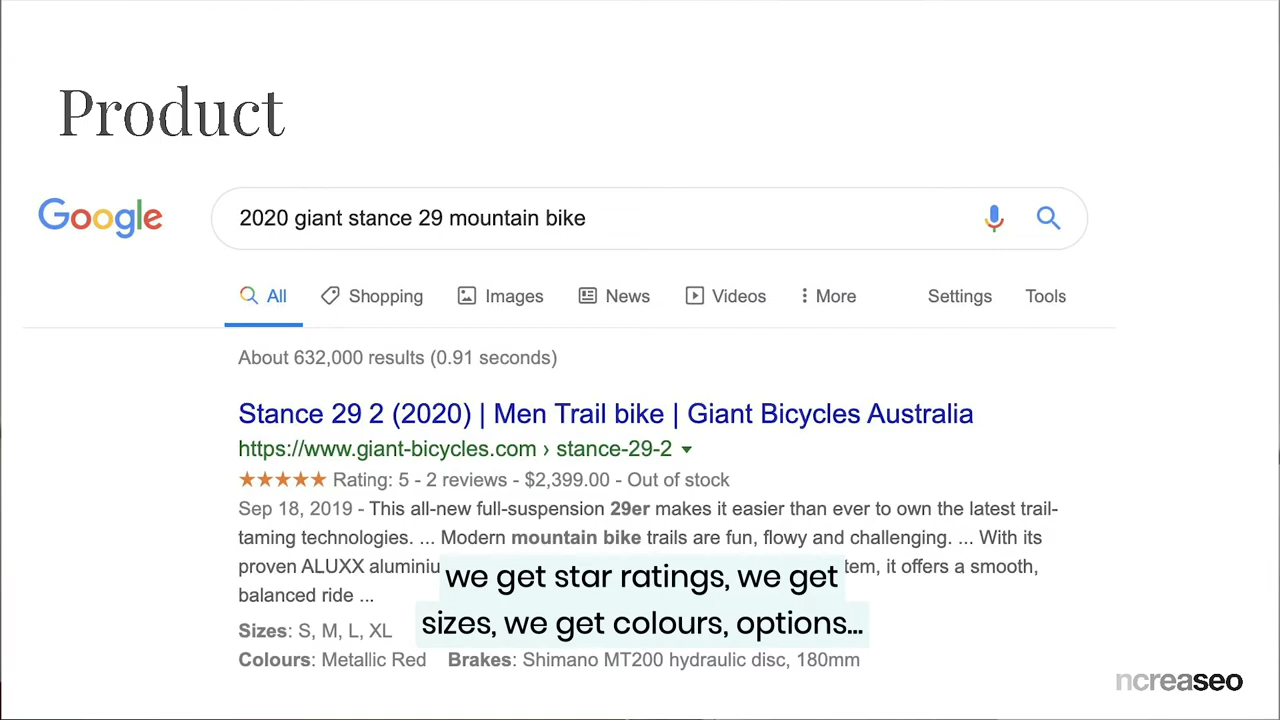 Product
Google
2020 giant stance 29 mountain bike
All Shopping Images News Videos More Settings Tools
About 632,000 results (0.91 seconds)
Stance 29 2 (2020) | Men Trail bike | Giant Bicycles Australia
https://www.giant-bicycles.com › stance-29-2
Rating: 5 - 2 reviews - $2,399.00 - Out of stock
Sep 18, 2019 - This all-new full-suspension 29er makes it easier than ever to own the latest trail-
taming technologies. ... Modern mountain bike trails are fun, flowy and challenging. ... With its
proven ALUXX it offers a smooth,
balanced ride ...
we get star ratings, we get
sizes, we get colours, options...
Sizes: S, M, L, XL
Colours: Metallic Red Brakes: Shimano MT200 hydraulic disc, 180mm
ncreaseo